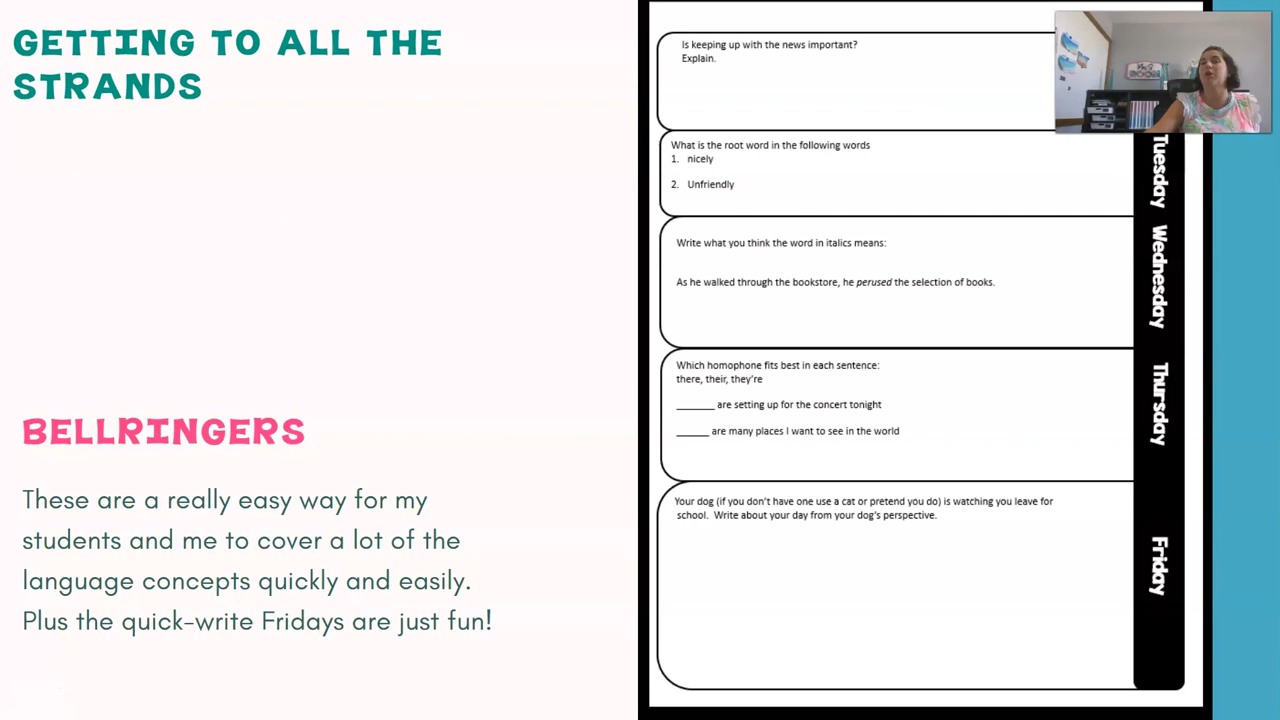 GETTING TO ALL THE
STRANDS
BELLRINGERS
These are a really easy way for my
students and me to cover a lot of the
language concepts quickly and easily.
Plus the quick-write Fridays are just fun!
Is keeping up with the news important?
Explain.
What is the root word in the following words
1. nicely
2. Unfriendly
Tuesday
Write what you think the word in italics means:
As he walked through the bookstore, he perused the selection of books.
Wednesday
Which homophone fits best in each sentence:
there, their, they're
_______ are setting up for the concert tonight
______ are many places I want to see in the world
Thursday
Your dog (if you don't have one use a cat or pretend you do) is watching you leave for
school. Write about your day from your dog's perspective.
Friday